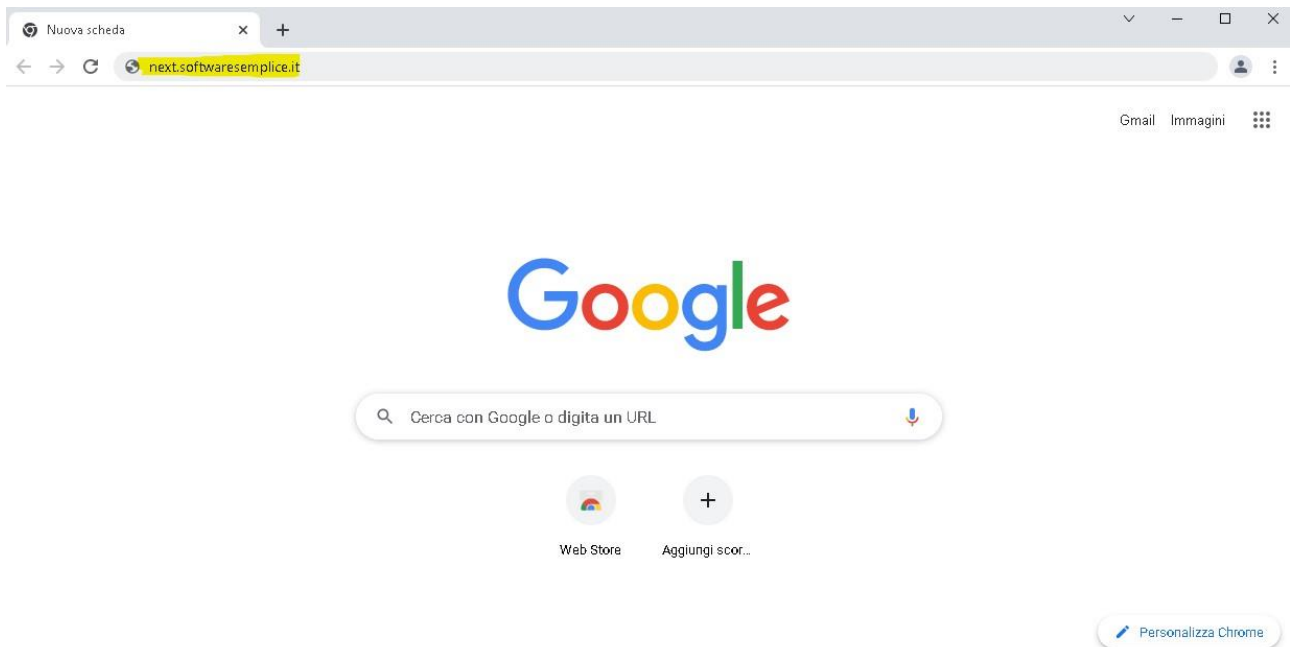 Nuova scheda
next.softwaresemplice.it
Gmail Immagini
Google
Cerca con Google o digita un URL
Web Store Aggiungi scor...
Personalizza Chrome